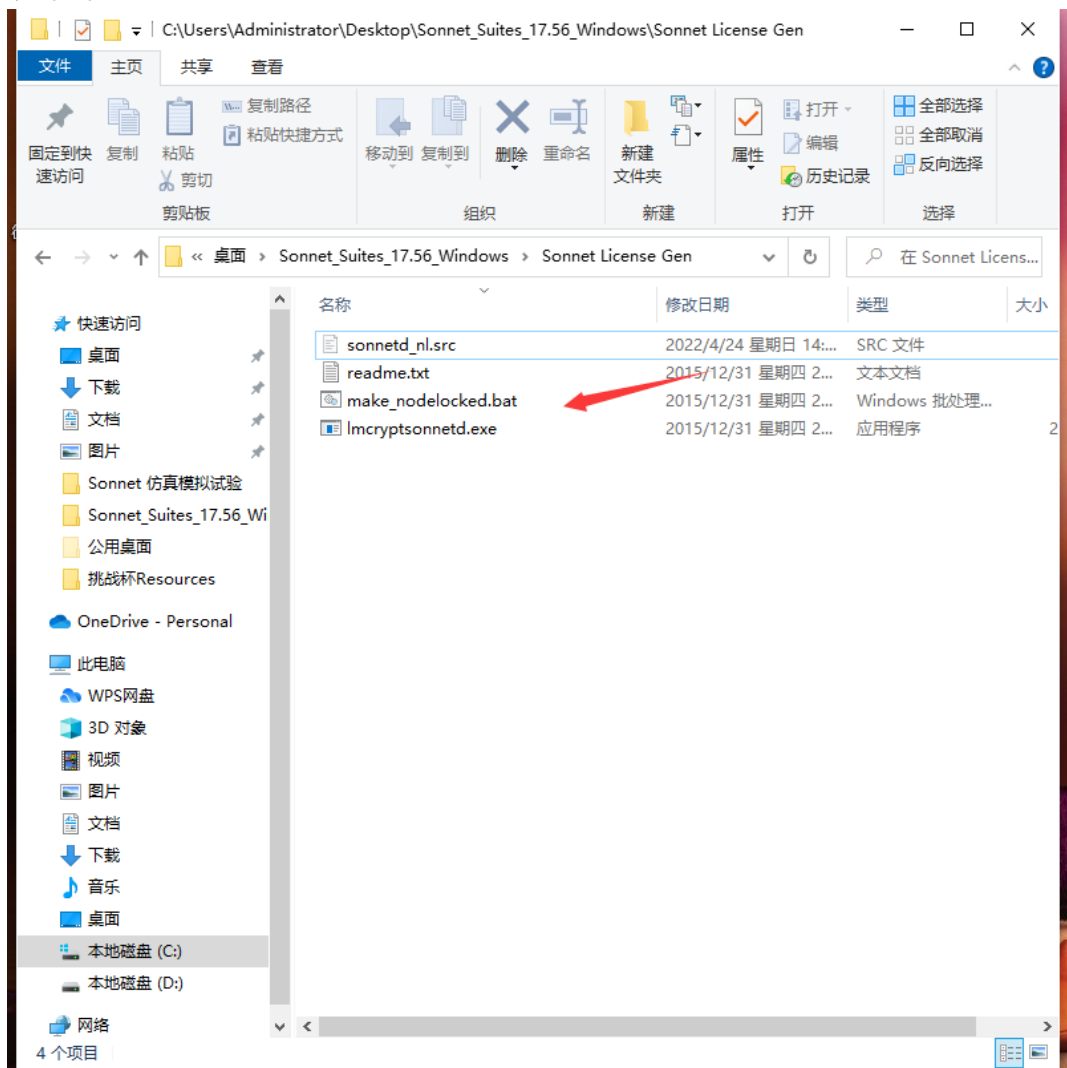 C:\Users\Administrator\Desktop\Sonnet_Suites_17.56_Windows\Sonnet License Gen
文件 主页 共享 查看
固定到快速访问
复制
粘贴
复制路径
粘贴快捷方式
剪切
移动到 复制到 删除 重命名
新建文件夹
属性
打开
编辑
历史记录
全部选择
全部取消
反向选择
剪贴板 组织 新建 打开 选择
« 桌面 › Sonnet_Suites_17.56_Windows › Sonnet License Gen
在 Sonnet Licens...
名称 修改日期 类型 大小
sonnetd_nl.src 2022/4/24 星期日 14:... SRC 文件
readme.txt 2015/12/31 星期四 2... 文本文档
make_nodelocked.bat 2015/12/31 星期四 2... Windows 批处理...
lmcryptsonnetd.exe 2015/12/31 星期四 2... 应用程序 2
快速访问
桌面
下载
文档
图片
Sonnet 仿真模拟试验
Sonnet_Suites_17.56_Wi
公用桌面
挑战杯Resources
OneDrive - Personal
此电脑
WPS网盘
3D 对象
视频
图片
文档
下载
音乐
桌面
本地磁盘 (C:)
本地磁盘 (D:)
网络
4 个项目